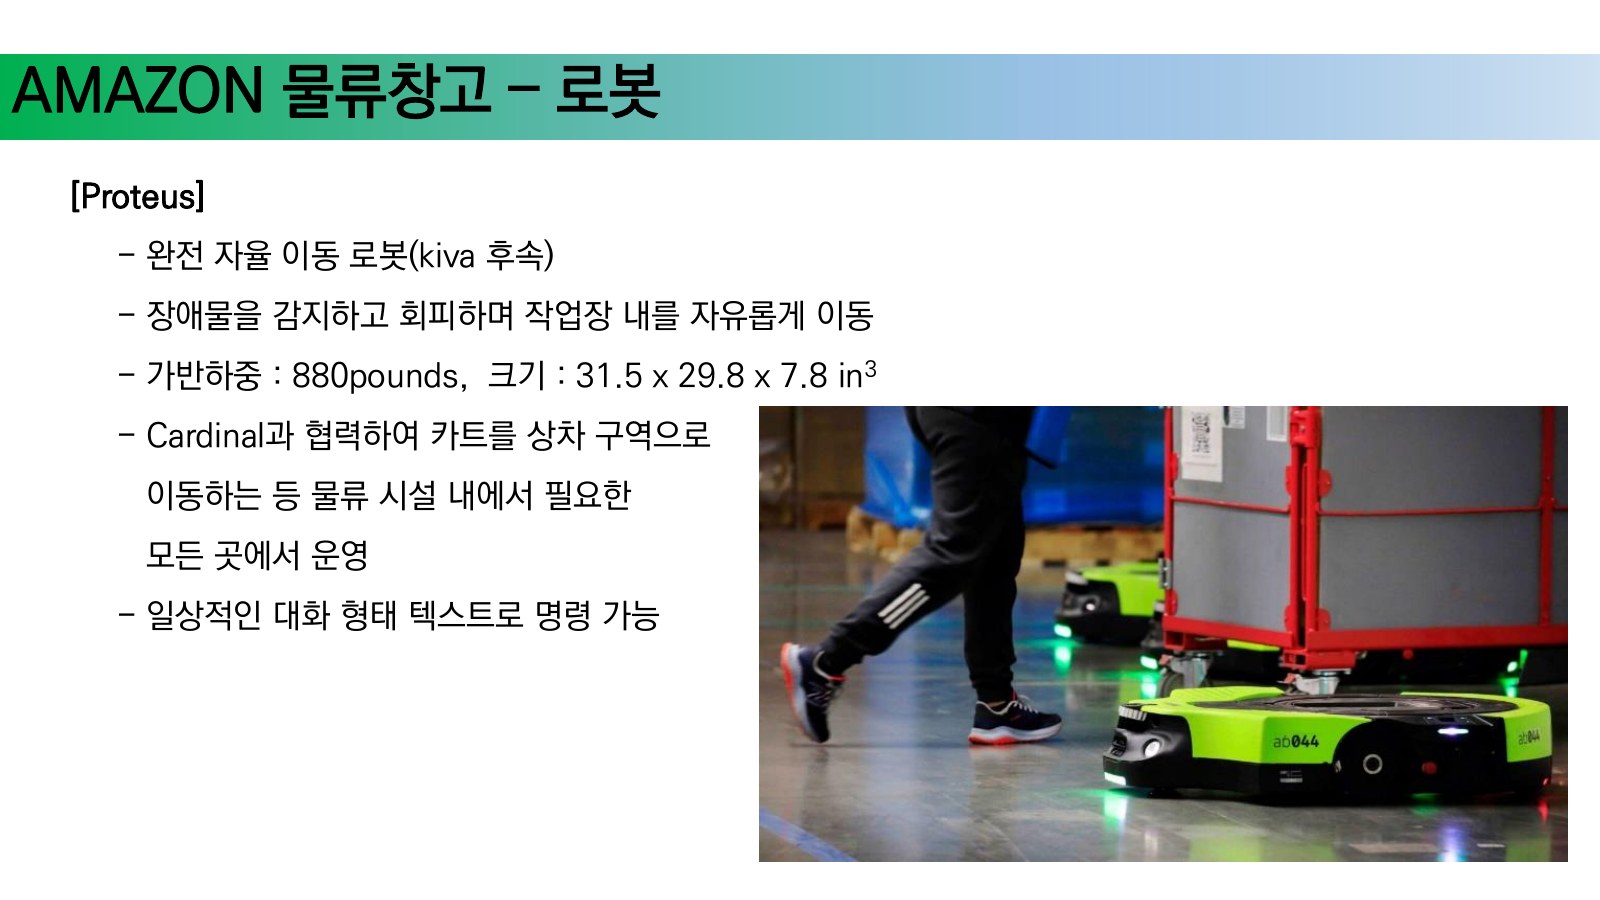 AMAZON 물류창고 – 로봇
[Proteus]
– 완전 자율 이동 로봇(kiva 후속)
– 장애물을 감지하고 회피하며 작업장 내를 자유롭게 이동
– 가반하중 : 880pounds, 크기 : 31.5 x 29.8 x 7.8 in³
– Cardinal과 협력하여 카트를 상차 구역으로
이동하는 등 물류 시설 내에서 필요한
모든 곳에서 운영
– 일상적인 대화 형태 텍스트로 명령 가능
ab044
ab044